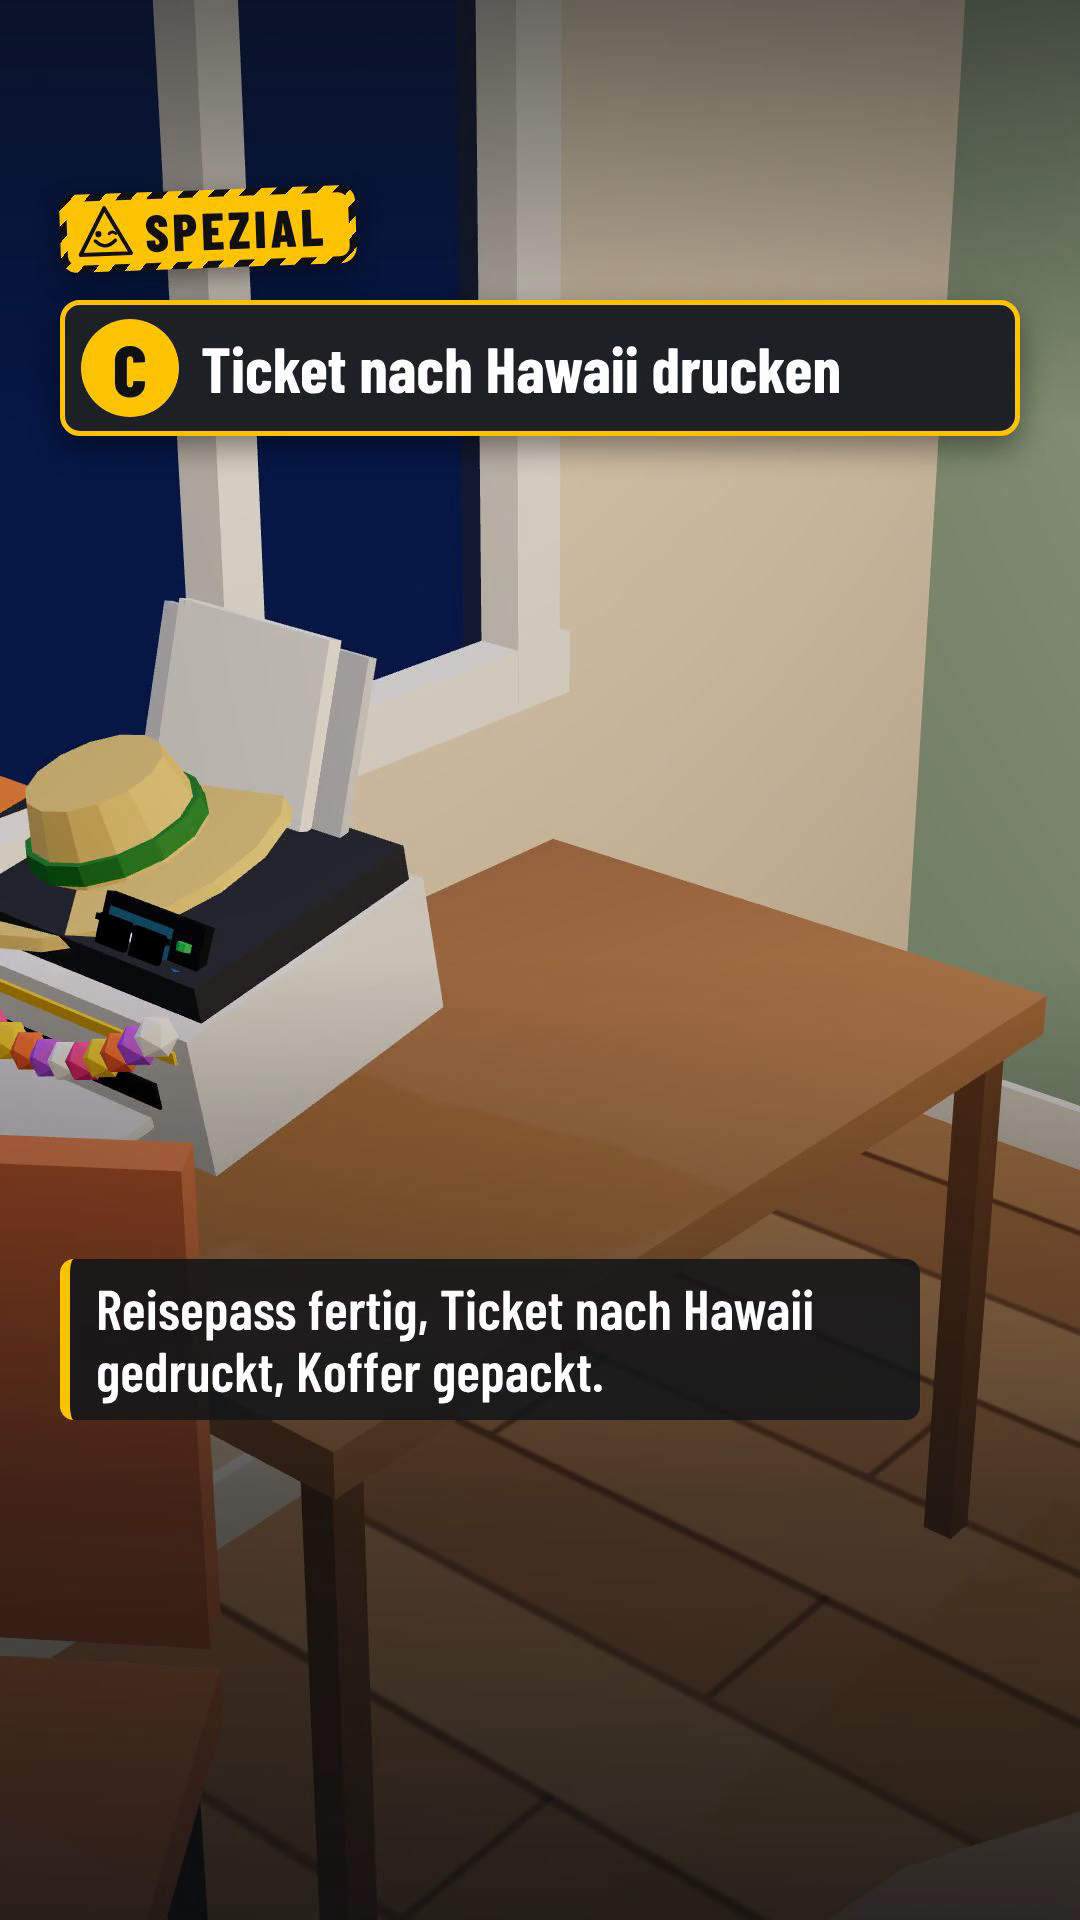 SPEZIAL
C Ticket nach Hawaii drucken
Reisepass fertig, Ticket nach Hawaii
gedruckt, Koffer gepackt.